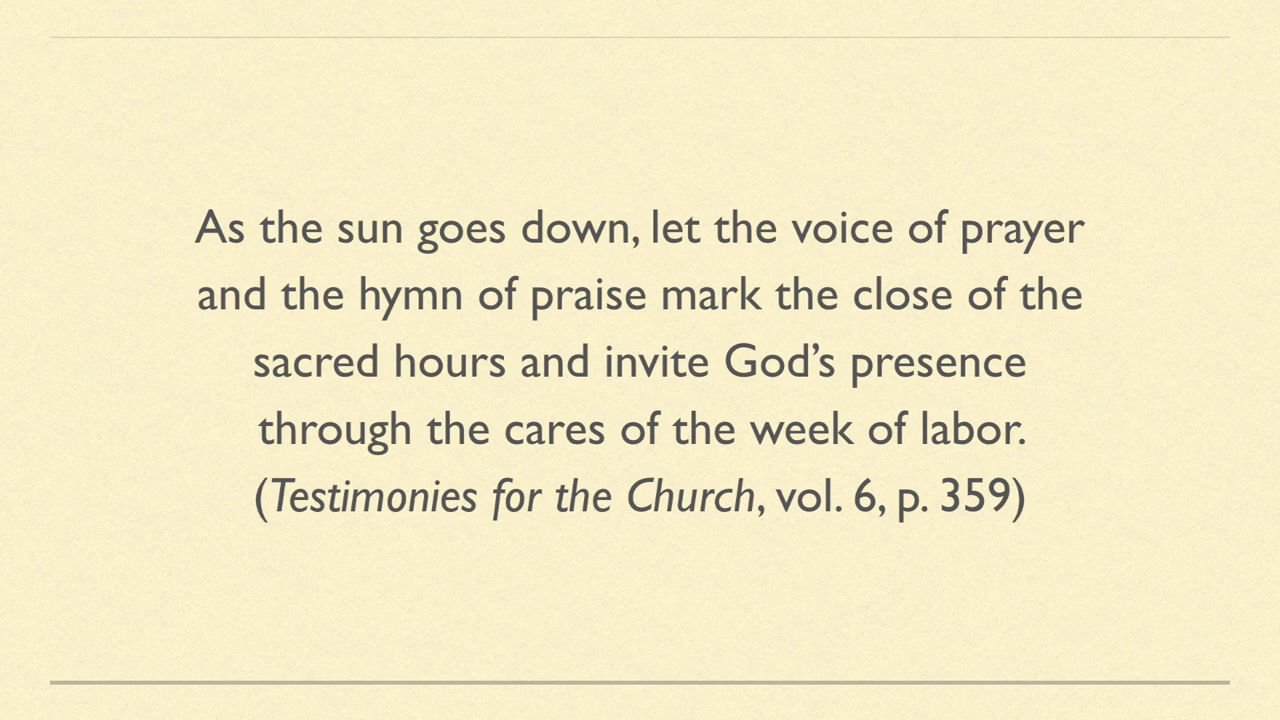 As the sun goes down, let the voice of prayer
and the hymn of praise mark the close of the
sacred hours and invite God’s presence
through the cares of the week of labor.
(Testimonies for the Church, vol. 6, p. 359)